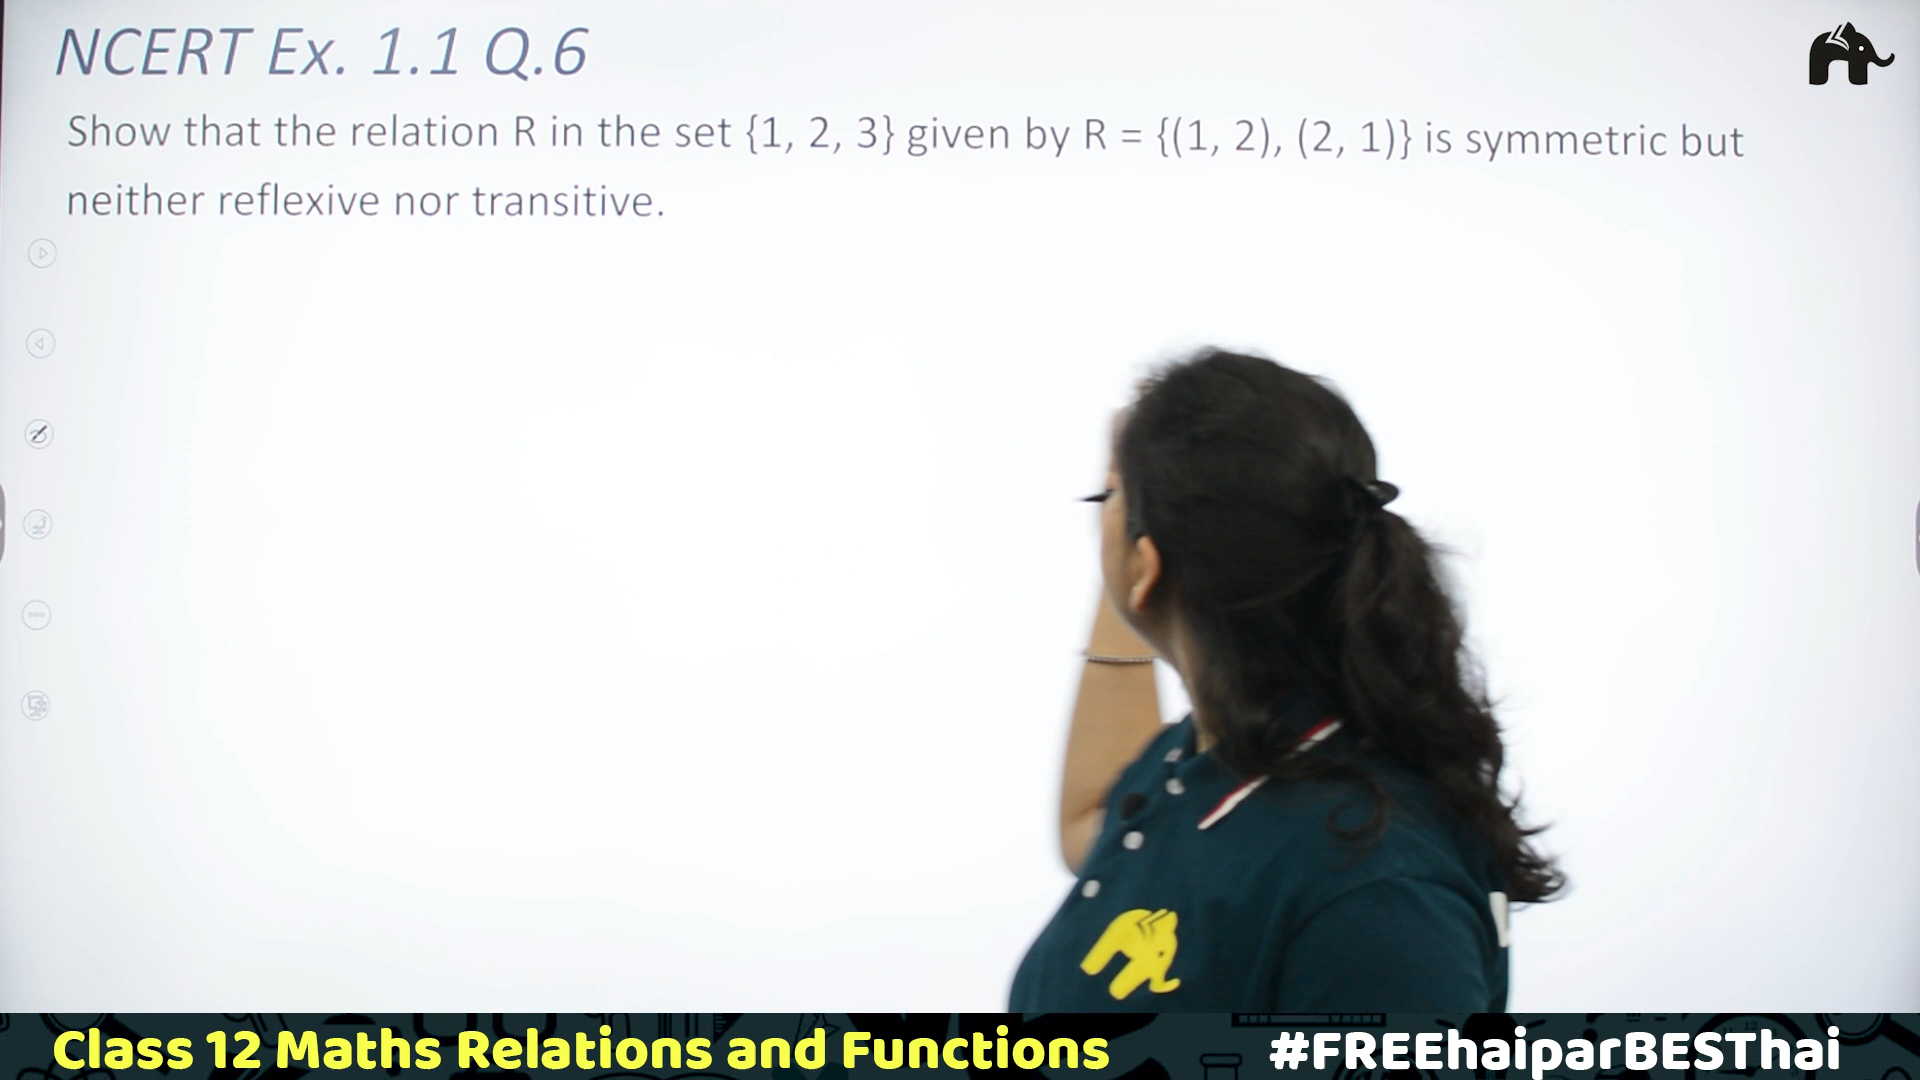 NCERT Ex. 1.1 Q.6
Show that the relation R in the set {1, 2, 3} given by R = {(1, 2), (2, 1)} is symmetric but
neither reflexive nor transitive.
Class 12 Maths Relations and Functions
#FREEhaiparBESThai